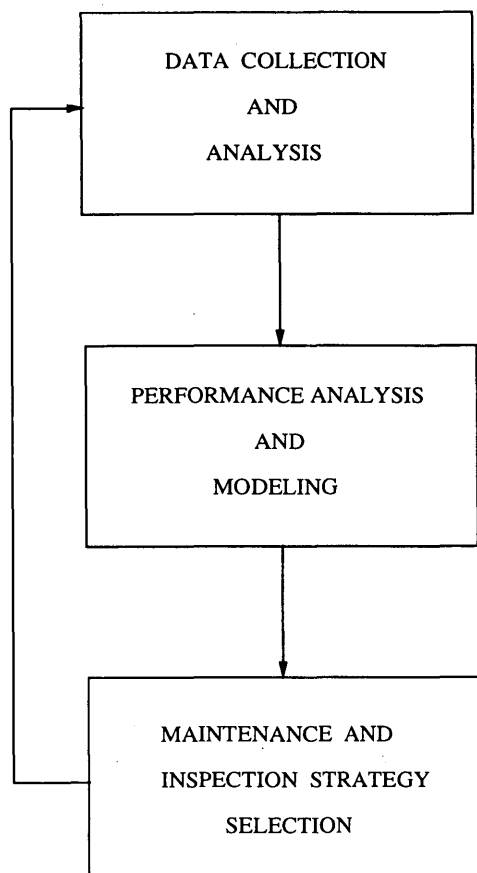 DATA COLLECTION
AND
ANALYSIS
PERFORMANCE ANALYSIS
AND
MODELING
MAINTENANCE AND
INSPECTION STRATEGY
SELECTION